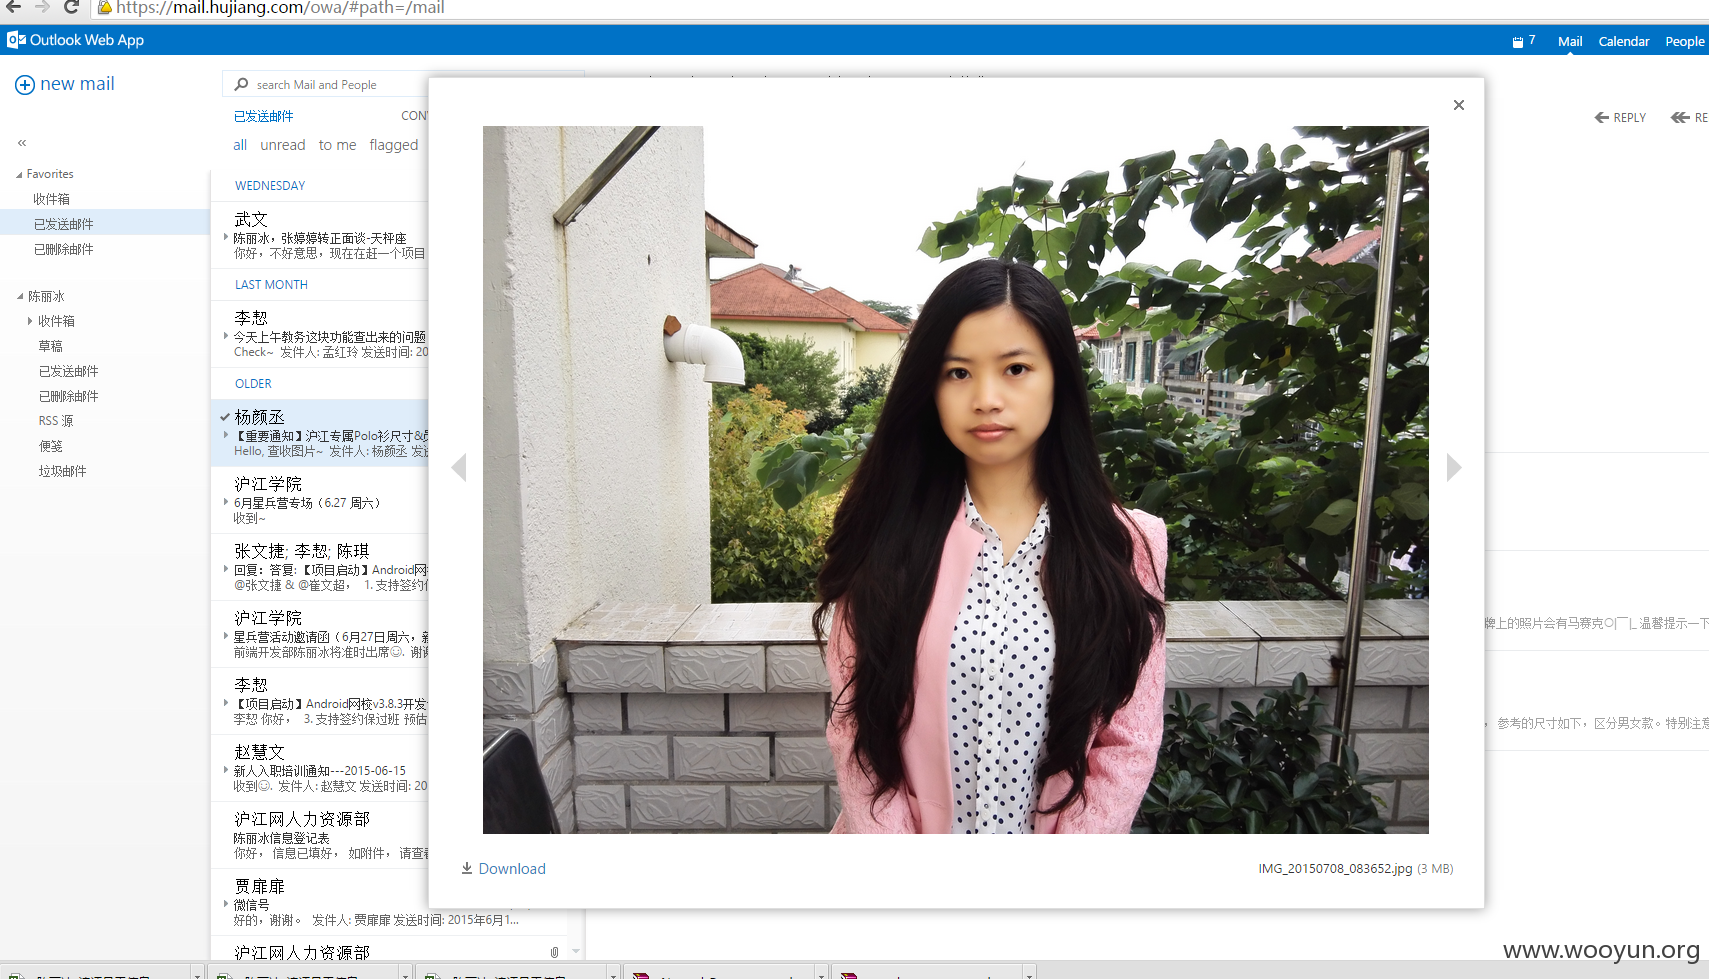 https://mail.hujiang.com/owa/#path=/mail
Outlook Web App
7 Mail Calendar People
new mail
search Mail and People
已发送邮件
CON
all unread to me flagged
REPLY
RE
«
Favorites
收件箱
已发送邮件
已删除邮件
陈丽冰
收件箱
草稿
已发送邮件
已删除邮件
RSS 源
便笺
垃圾邮件
WEDNESDAY
武文
陈丽冰，张婷婷转正面谈-天枰座
你好，不好意思，现在在赶一个项目
LAST MONTH
李恝
今天上午教务这块功能查出来的问题
Check~ 发件人: 孟红玲 发送时间: 20
OLDER
杨颜丞
【重要通知】沪江专属Polo衫尺寸&
Hello, 查收图片~ 发件人: 杨颜丞 发
沪江学院
6月星兵营专场（6.27 周六）
收到~
张文捷; 李恝; 陈琪
回复：答复:【项目启动】Android网
@张文捷 & @崔文超， 1. 支持签约
沪江学院
星兵营活动邀请函（6月27日周六，
前端开发部陈丽冰将准时出席☺. 谢
李恝
【项目启动】Android网校v3.8.3开发
李恝 你好， 3. 支持签约保过班 预估
赵慧文
新人入职培训通知---2015-06-15
收到☺. 发件人: 赵慧文 发送时间: 20
沪江网人力资源部
陈丽冰信息登记表
你好， 信息已填好， 如附件， 请查
贾扉扉
微信号
好的，谢谢。 发件人: 贾扉扉 发送时间: 2015年6月1...
沪江网人力资源部
Download
IMG_20150708_083652.jpg (3 MB)
牌上的照片会有马赛克 温馨提示一下
， 参考的尺寸如下，区分男女款。特别注意
www.wooyun.org